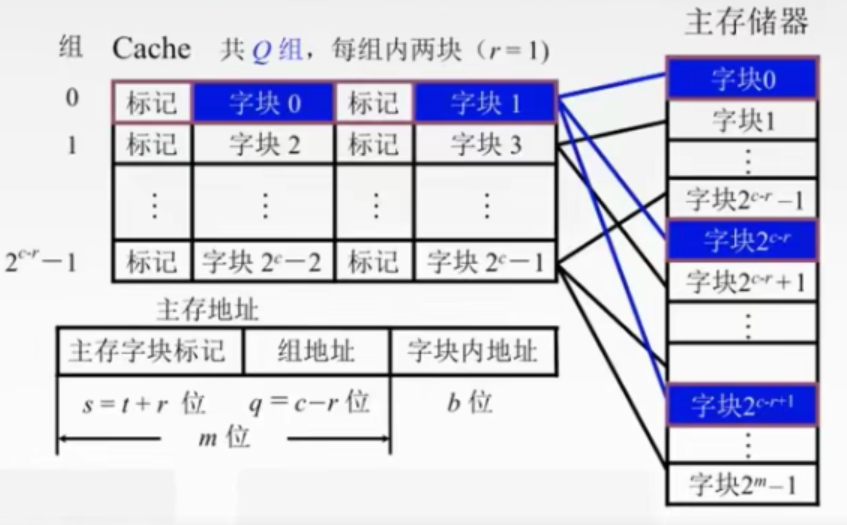 主存储器
组 Cache 共 Q 组，每组内两块（r = 1）
0 标记 字块 0 标记 字块 1
1 标记 字块 2 标记 字块 3
⋮ ⋮ ⋮ ⋮
2^{c-r}－1 标记 字块 2^c－2 标记 字块 2^c－1
字块0
字块1
⋮
字块2^{c-r}－1
字块2^{c-r}
字块2^{c-r}+1
⋮
字块2^{c-r+1}
⋮
字块2^m－1
主存地址
主存字块标记 组地址 字块内地址
s = t + r 位 q = c－r 位 b 位
m 位